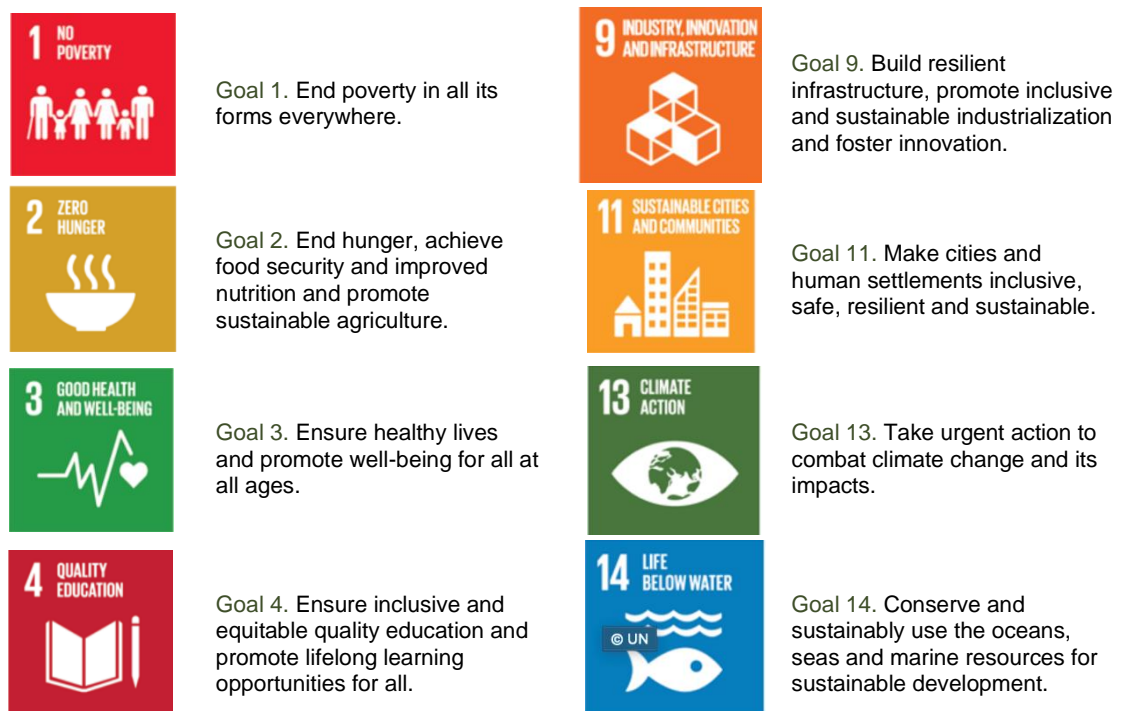 1 NO
POVERTY
Goal 1. End poverty in all its
forms everywhere.
2 ZERO
HUNGER
Goal 2. End hunger, achieve
food security and improved
nutrition and promote
sustainable agriculture.
3 GOOD HEALTH
AND WELL-BEING
Goal 3. Ensure healthy lives
and promote well-being for all at
all ages.
4 QUALITY
EDUCATION
Goal 4. Ensure inclusive and
equitable quality education and
promote lifelong learning
opportunities for all.
9 INDUSTRY, INNOVATION
AND INFRASTRUCTURE
Goal 9. Build resilient
infrastructure, promote inclusive
and sustainable industrialization
and foster innovation.
11 SUSTAINABLE CITIES
AND COMMUNITIES
Goal 11. Make cities and
human settlements inclusive,
safe, resilient and sustainable.
13 CLIMATE
ACTION
Goal 13. Take urgent action to
combat climate change and its
impacts.
14 LIFE
BELOW WATER
© UN
Goal 14. Conserve and
sustainably use the oceans,
seas and marine resources for
sustainable development.